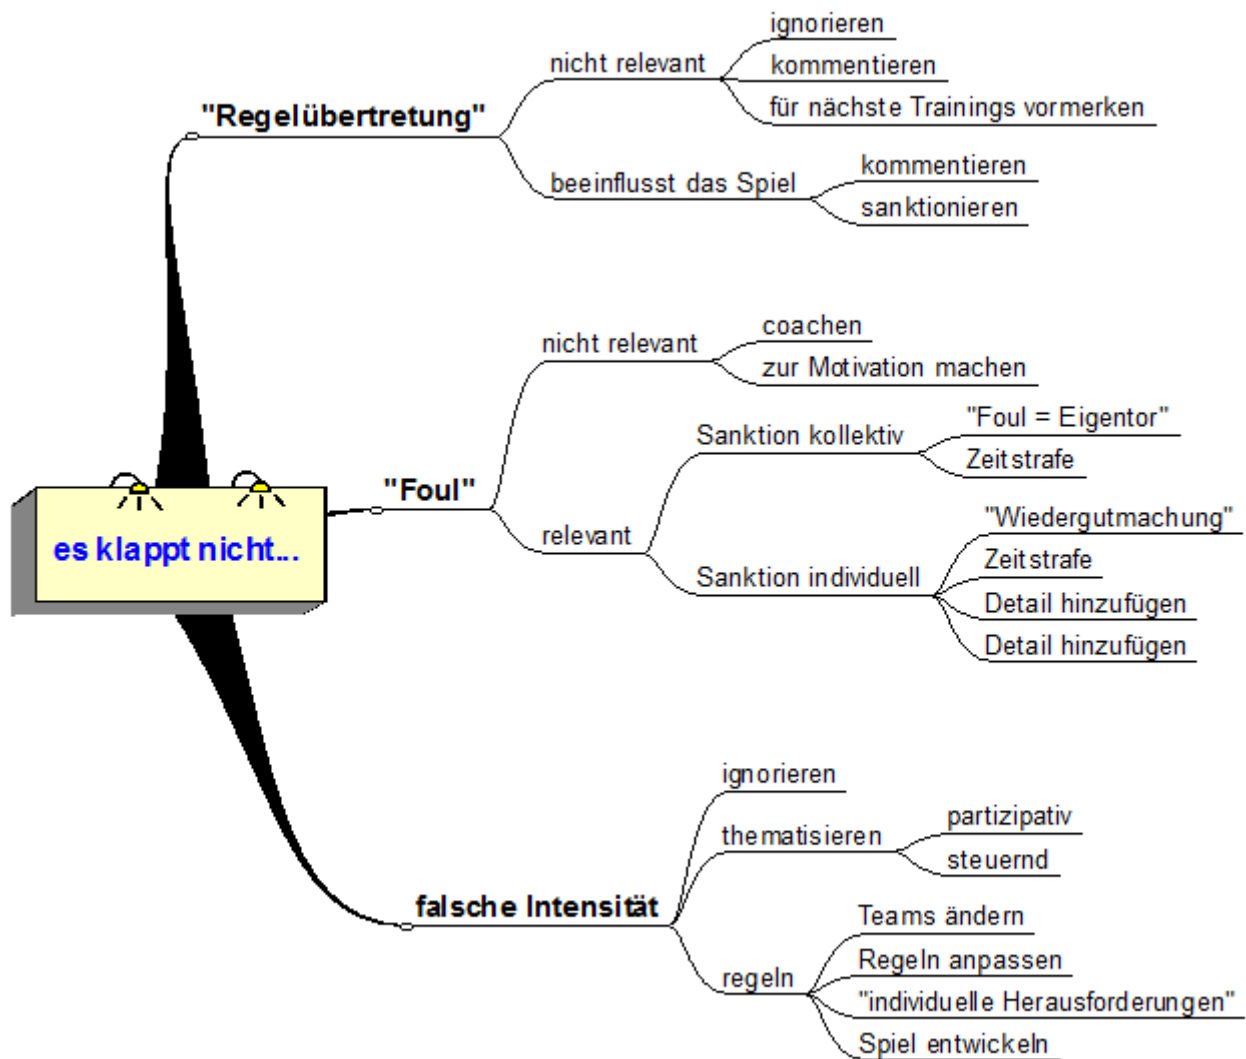 ignorieren
nicht relevant
kommentieren
"Regelübertretung"
für nächste Trainings vormerken
kommentieren
beeinflusst das Spiel
sanktionieren
coachen
nicht relevant
zur Motivation machen
"Foul = Eigentor"
Sanktion kollektiv
Zeitstrafe
"Foul"
"Wiedergutmachung"
relevant
es klappt nicht...
Zeitstrafe
Sanktion individuell
Detail hinzufügen
Detail hinzufügen
ignorieren
partizipativ
thematisieren
steuernd
falsche Intensität
Teams ändern
Regeln anpassen
regeln
"individuelle Herausforderungen"
Spiel entwickeln